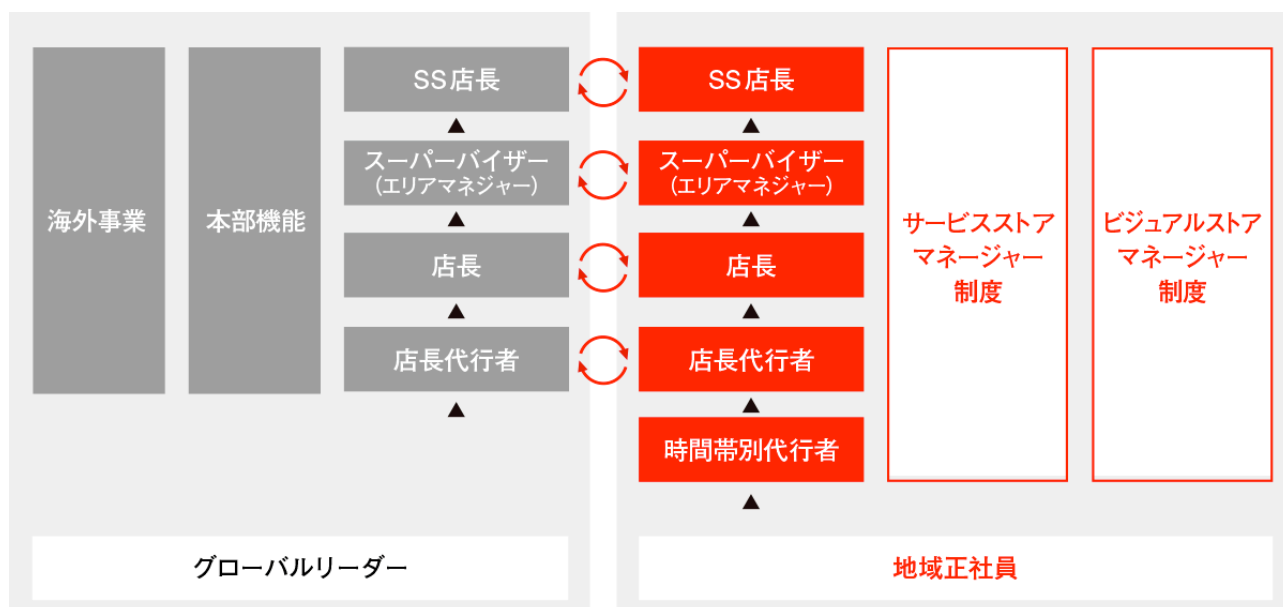 海外事業
本部機能
SS店長
スーパーバイザー
(エリアマネジャー)
店長
店長代行者
グローバルリーダー
SS店長
スーパーバイザー
(エリアマネジャー)
店長
店長代行者
時間帯別代行者
サービスストア
マネージャー
制度
ビジュアルストア
マネージャー
制度
地域正社員